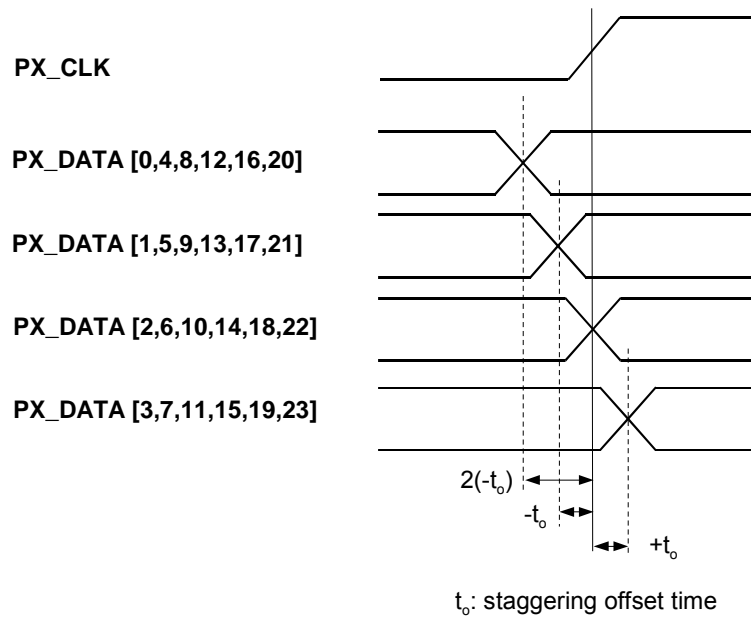 PX_CLK
PX_DATA [0,4,8,12,16,20]
PX_DATA [1,5,9,13,17,21]
PX_DATA [2,6,10,14,18,22]
PX_DATA [3,7,11,15,19,23]
2(-to)
-to
+to
to: staggering offset time